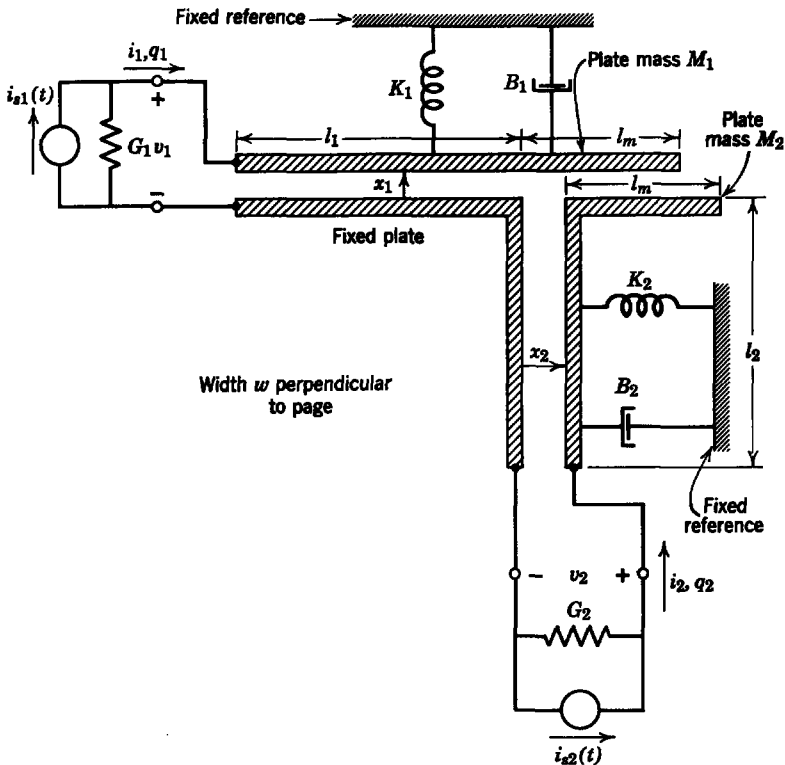 Fixed reference
i1, q1
+
is1(t)
G1 v1
–
K1
B1
Plate mass M1
Plate
mass M2
l1
lm
lm
x1
Fixed plate
K2
l2
x2
B2
Width w perpendicular
to page
Fixed
reference
– v2 +
i2, q2
G2
is2(t)